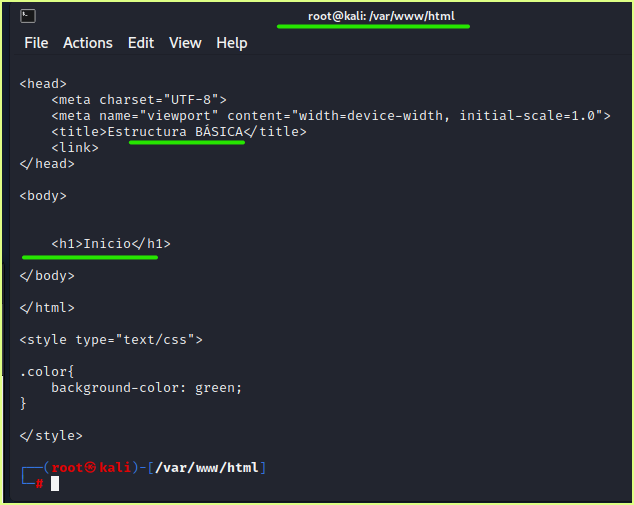 root@kali: /var/www/html
File Actions Edit View Help
<head>
    <meta charset="UTF-8">
    <meta name="viewport" content="width=device-width, initial-scale=1.0">
    <title>Estructura BÁSICA</title>
    <link>
</head>
<body>
    <h1>Inicio</h1>
</body>
</html>
<style type="text/css">
.color{
    background-color: green;
}
</style>
┌──(root㉿kali)-[/var/www/html]
└─#